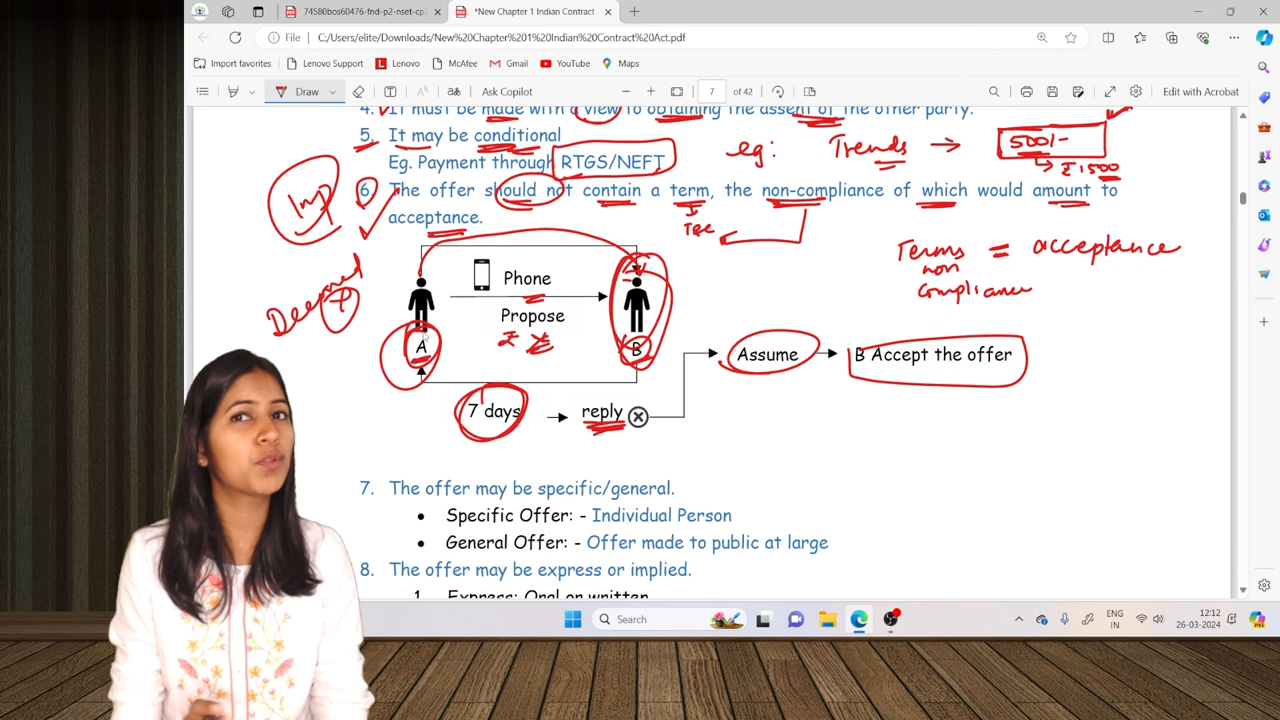 74580bos60476-fnd-p2-nset-cp2
*New Chapter 1 Indian Contract
File
C:/Users/elite/Downloads/New%20Chapter%201%20Indian%20Contract%20Act.pdf
Import favorites
Lenovo Support
Lenovo
McAfee
Gmail
YouTube
Maps
Draw
Ask Copilot
7
of 42
Edit with Acrobat
4. It must be made with a view to obtaining the assent of the other party.
5. It may be conditional
Eg. Payment through RTGS/NEFT
eg: Trends → 500/-
₹1500
6. The offer should not contain a term, the non-compliance of which would amount to
acceptance.
Imp
T&C
Terms = acceptance
non
compliance
Deemed
Phone
Propose
A
B
Assume
B Accept the offer
7 days
reply
7. The offer may be specific/general.
• Specific Offer: - Individual Person
• General Offer: - Offer made to public at large
8. The offer may be express or implied.
1. Express: Oral or written
Search
ENG
IN
12:12
26-03-2024